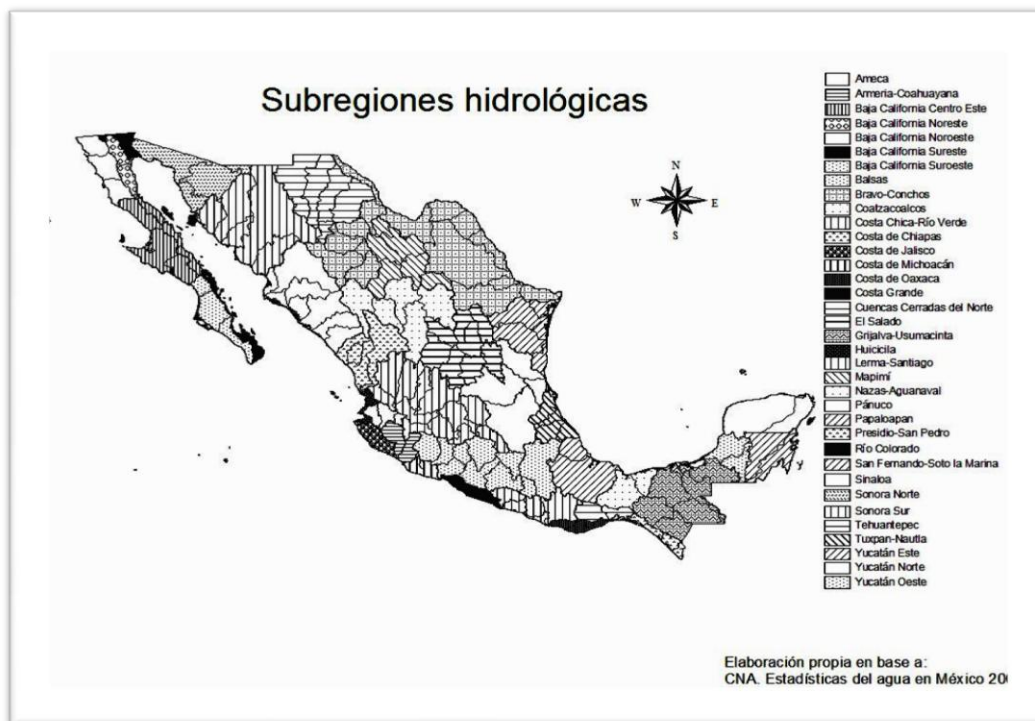 Subregiones hidrológicas
N
W E
S
Ameca
Armeria-Coahuayana
Baja California Centro Este
Baja California Noreste
Baja California Noroeste
Baja California Sureste
Baja California Suroeste
Balsas
Bravo-Conchos
Coatzacoalcos
Costa Chica-Río Verde
Costa de Chiapas
Costa de Jalisco
Costa de Michoacán
Costa de Oaxaca
Costa Grande
Cuencas Cerradas del Norte
El Salado
Grijalva-Usumacinta
Huicicila
Lerma-Santiago
Mapimí
Nazas-Aguanaval
Pánuco
Papaloapan
Presidio-San Pedro
Río Colorado
San Fernando-Soto la Marina
Sinaloa
Sonora Norte
Sonora Sur
Tehuantepec
Tuxpan-Nautla
Yucatán Este
Yucatán Norte
Yucatán Oeste
Elaboración propia en base a:
CNA. Estadísticas del agua en México